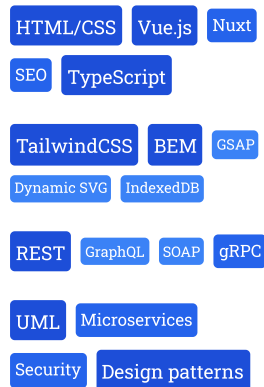 HTML/CSS Vue.js Nuxt
SEO TypeScript
TailwindCSS BEM GSAP
Dynamic SVG IndexedDB
REST GraphQL SOAP gRPC
UML Microservices
Security Design patterns